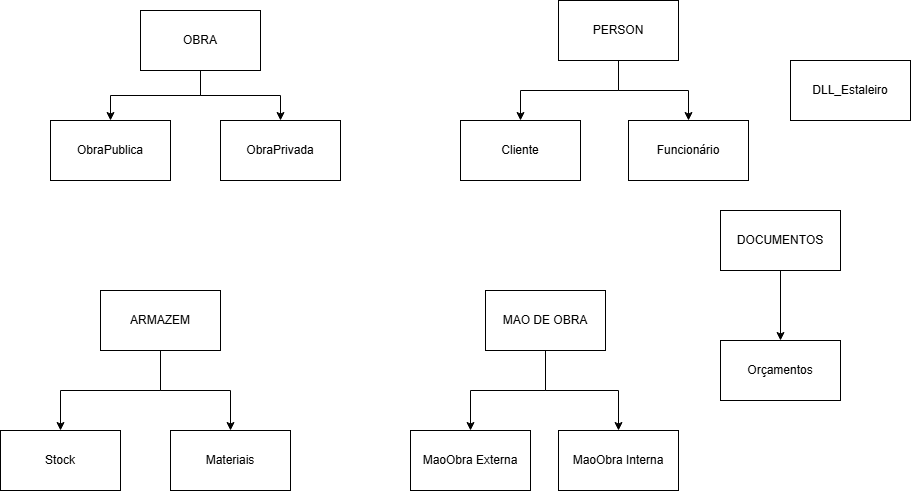 OBRA
PERSON
DLL_Estaleiro
ObraPublica
ObraPrivada
Cliente
Funcionário
DOCUMENTOS
ARMAZEM
MAO DE OBRA
Orçamentos
Stock
Materiais
MaoObra Externa
MaoObra Interna